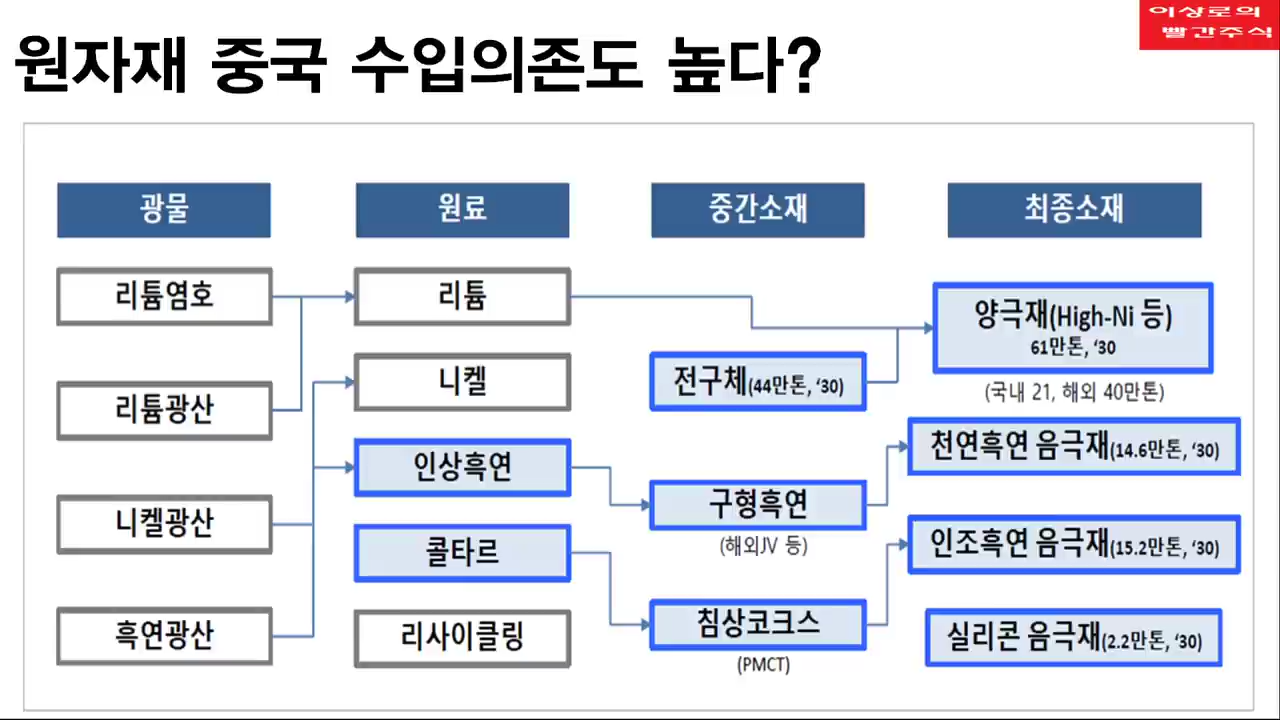 이상로의
빨간주식
원자재 중국 수입의존도 높다?
광물
원료
중간소재
최종소재
리튬염호
리튬광산
니켈광산
흑연광산
리튬
니켈
인상흑연
콜타르
리사이클링
전구체(44만톤, ‘30)
구형흑연
(해외JV 등)
침상코크스
(PMCT)
양극재(High-Ni 등)
61만톤, ‘30
(국내 21, 해외 40만톤)
천연흑연 음극재(14.6만톤, ‘30)
인조흑연 음극재(15.2만톤, ‘30)
실리콘 음극재(2.2만톤, ‘30)